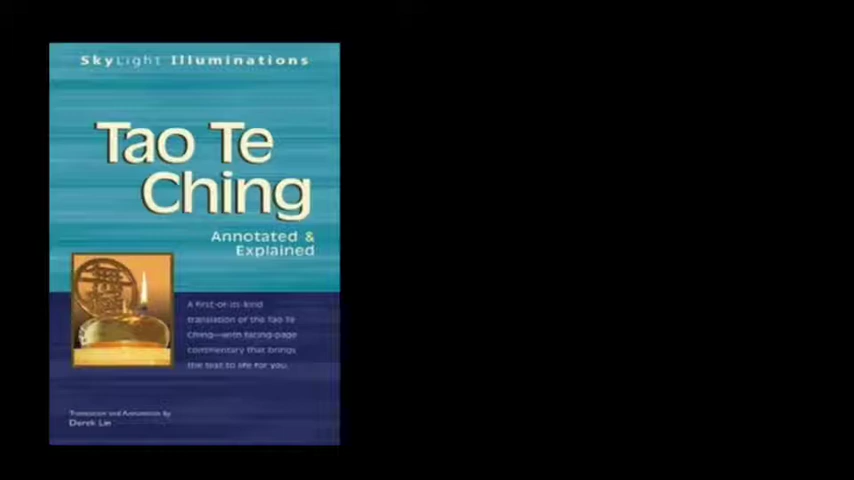 SkyLight Illuminations
Tao Te
Ching
Annotated &
Explained
A first-of-its-kind
translation of the Tao Te
Ching—with facing-page
commentary that brings
the text to life for you.
Translation and Annotation by
Derek Lin